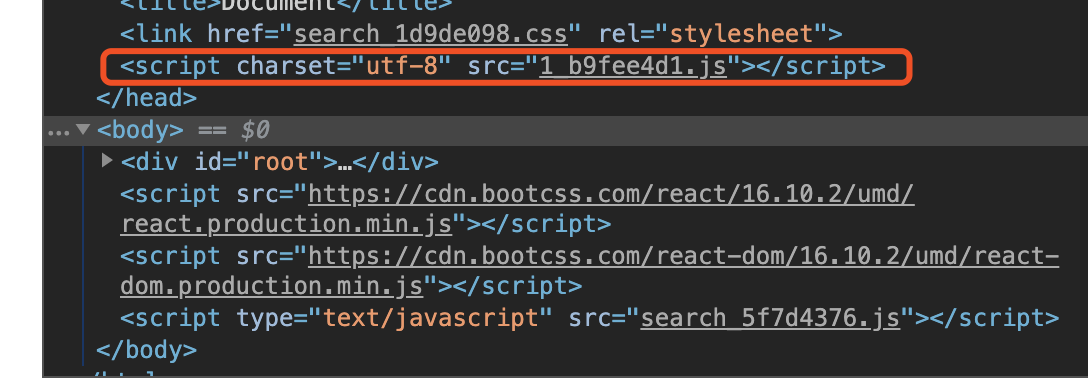 <title>Document</title>
<link href="search_1d9de098.css" rel="stylesheet">
<script charset="utf-8" src="1_b9fee4d1.js"></script>
</head>
…<body> == $0
<div id="root">…</div>
<script src="https://cdn.bootcss.com/react/16.10.2/umd/
react.production.min.js"></script>
<script src="https://cdn.bootcss.com/react-dom/16.10.2/umd/react-
dom.production.min.js"></script>
<script type="text/javascript" src="search_5f7d4376.js"></script>
</body>